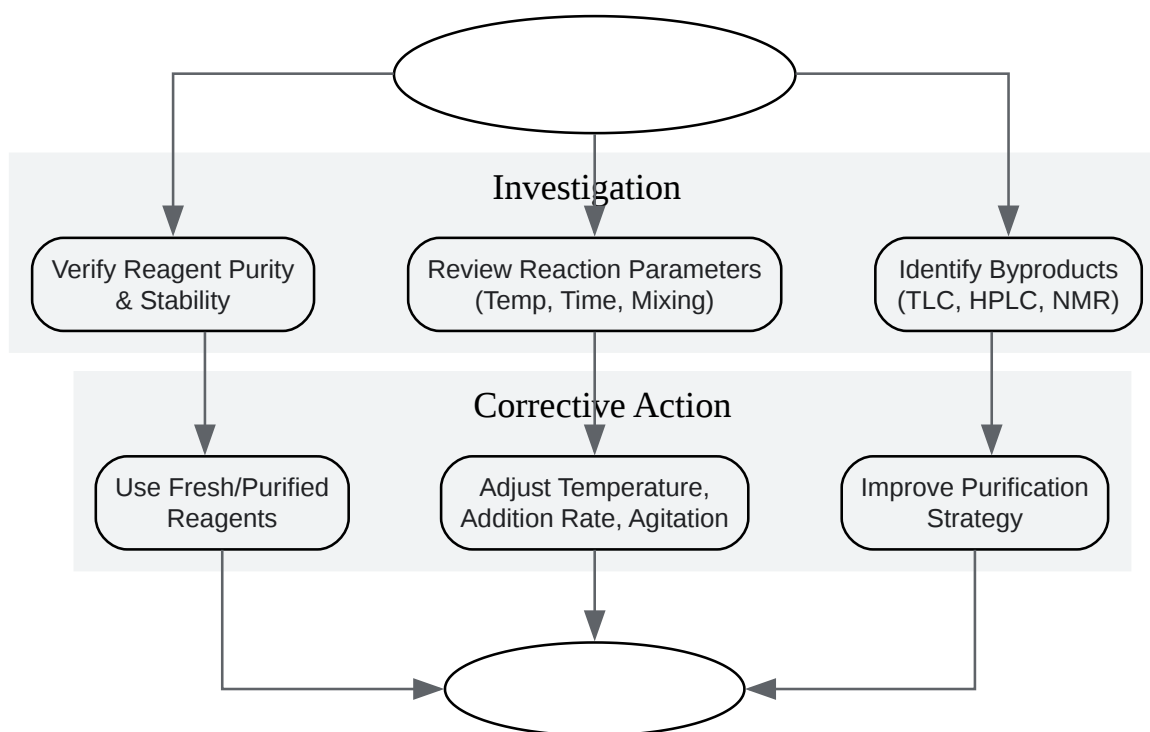 Investigation
Verify Reagent Purity
& Stability
Review Reaction Parameters
(Temp, Time, Mixing)
Identify Byproducts
(TLC, HPLC, NMR)
Corrective Action
Use Fresh/Purified
Reagents
Adjust Temperature,
Addition Rate, Agitation
Improve Purification
Strategy